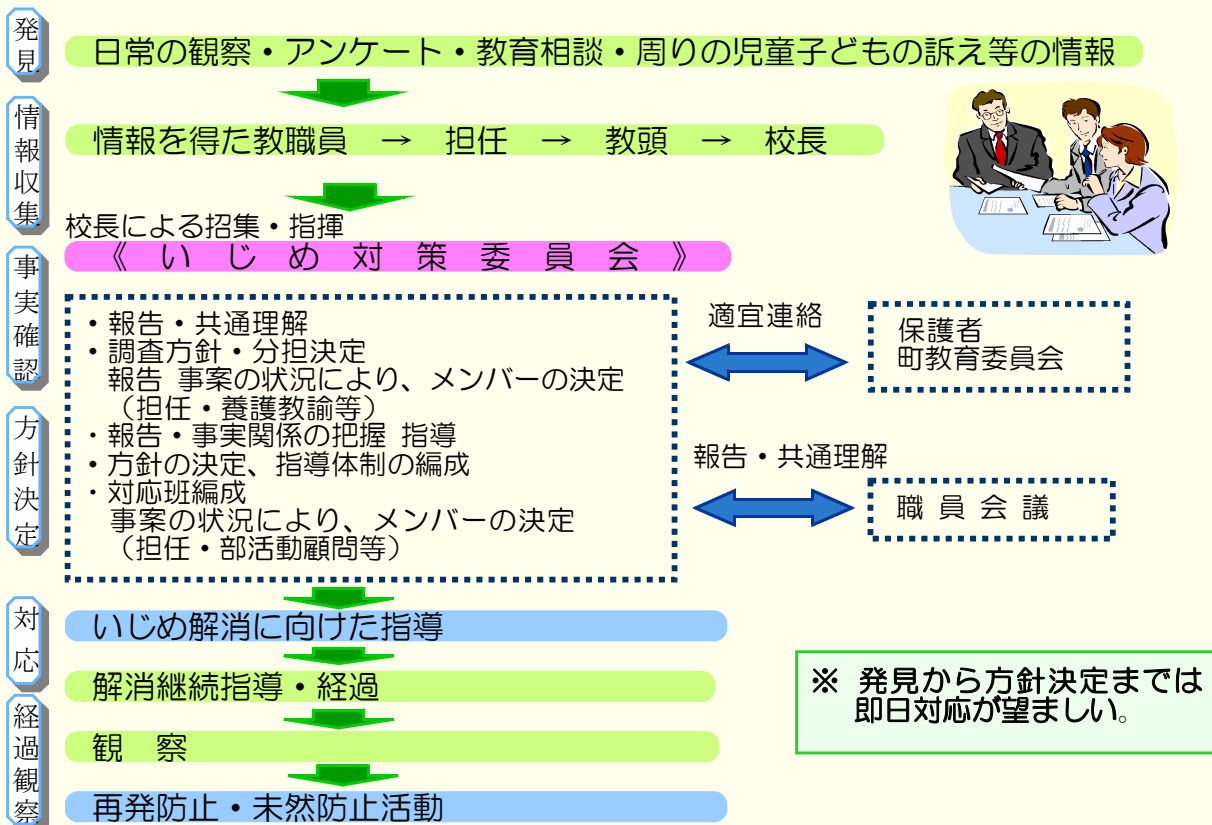 発見
日常の観察・アンケート・教育相談・周りの児童子どもの訴え等の情報
情報収集
情報を得た教職員　→　担任　→　教頭　→　校長
校長による招集・指揮
《　い　じ　め　対　策　委　員　会　》
事実確認
・報告・共通理解
・調査方針・分担決定
報告 事案の状況により、メンバーの決定
（担任・養護教諭等）
・報告・事実関係の把握 指導
・方針の決定、指導体制の編成
・対応班編成
事案の状況により、メンバーの決定
（担任・部活動顧問等）
適宜連絡
保護者
町教育委員会
方針決定
報告・共通理解
職 員 会 議
対応
いじめ解消に向けた指導
解消継続指導・経過
経過観察
観　察
再発防止・未然防止活動
※ 発見から方針決定までは
即日対応が望ましい。